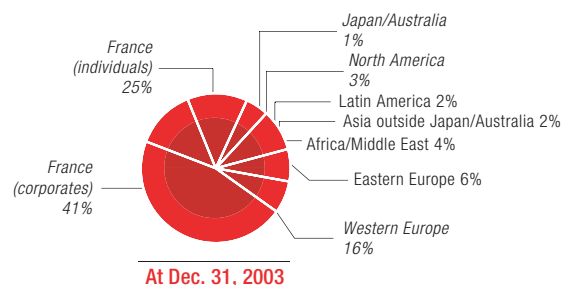 Japan/Australia
1%
France
(individuals)
25%
North America
3%
Latin America 2%
Asia outside Japan/Australia 2%
Africa/Middle East 4%
Eastern Europe 6%
France
(corporates)
41%
Western Europe
16%
At Dec. 31, 2003